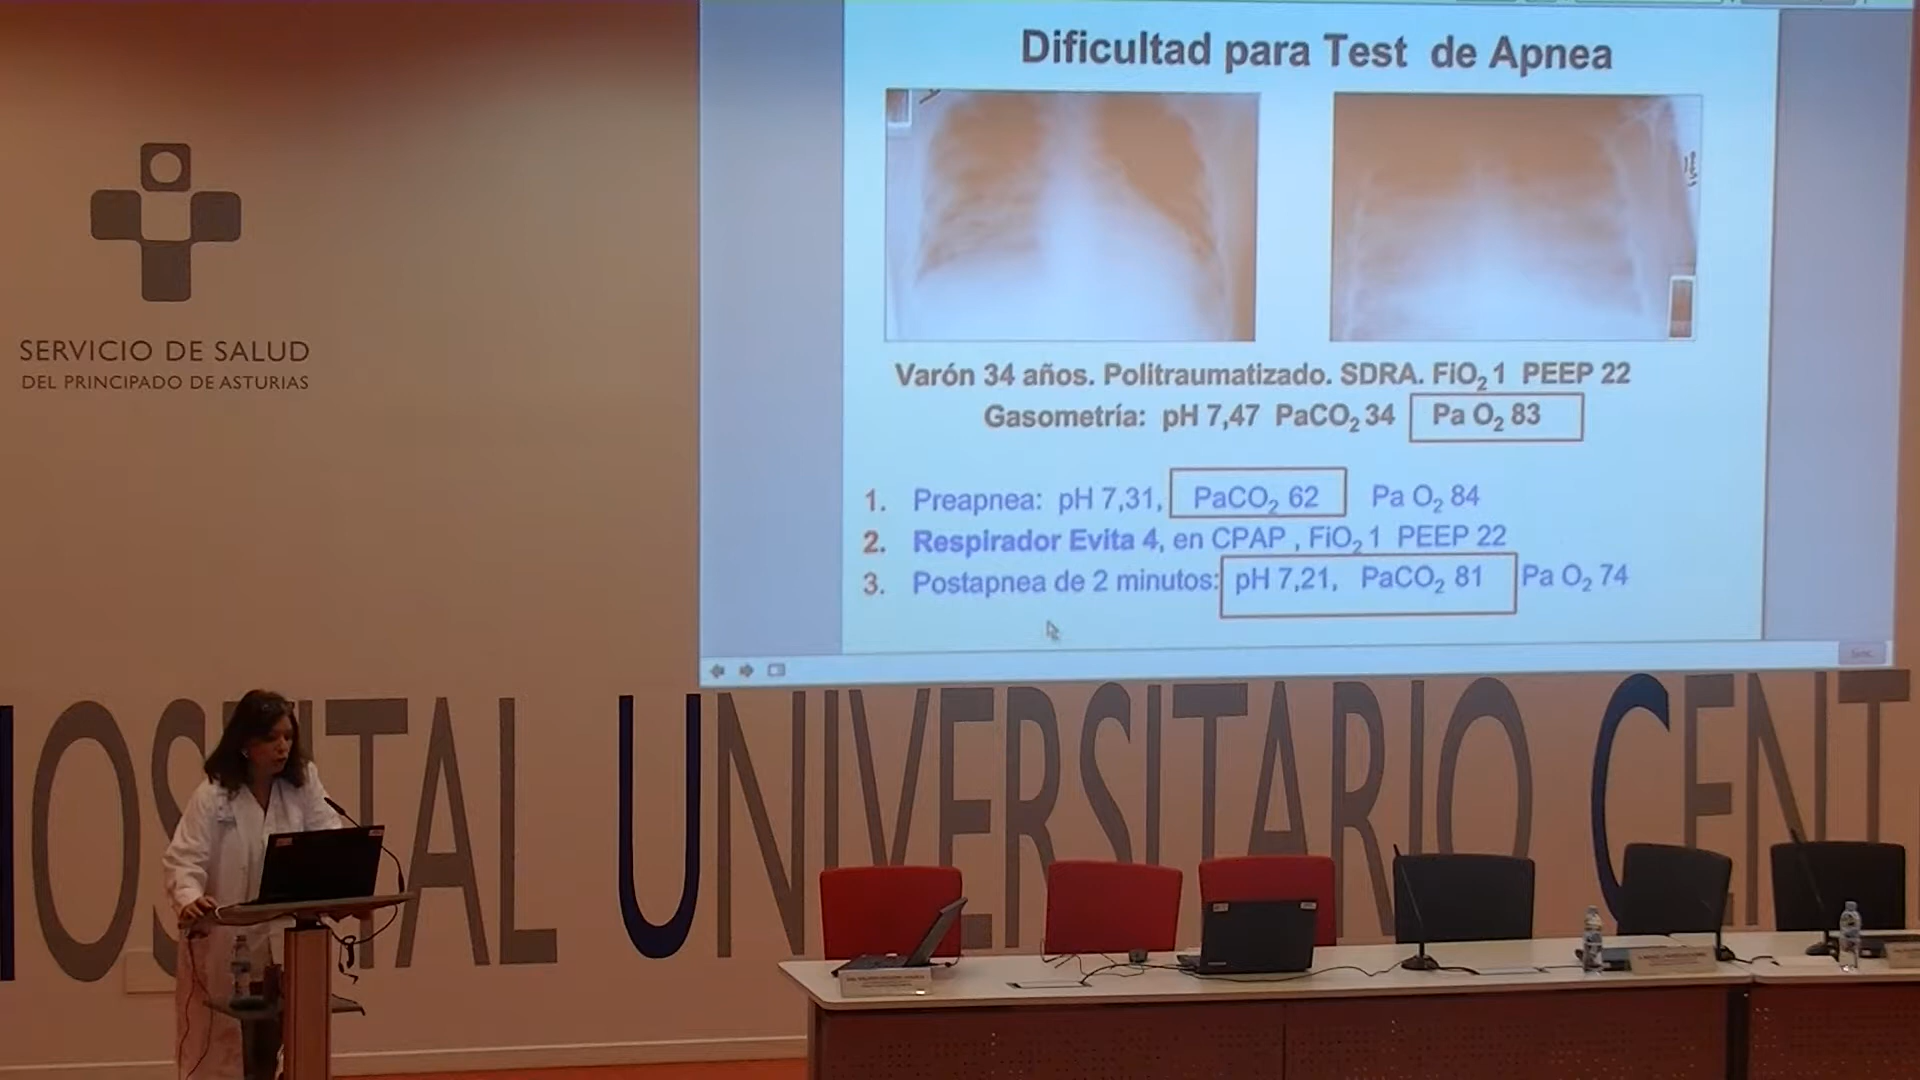 Dificultad para Test de Apnea
Varón 34 años. Politraumatizado. SDRA. FiO₂ 1 PEEP 22
Gasometría: pH 7,47 PaCO₂ 34 Pa O₂ 83
1. Preapnea: pH 7,31, PaCO₂ 62 Pa O₂ 84
2. Respirador Evita 4, en CPAP , FiO₂ 1 PEEP 22
3. Postapnea de 2 minutos: pH 7,21, PaCO₂ 81 Pa O₂ 74
SERVICIO DE SALUD
DEL PRINCIPADO DE ASTURIAS
HOSPITAL UNIVERSITARIO CENT